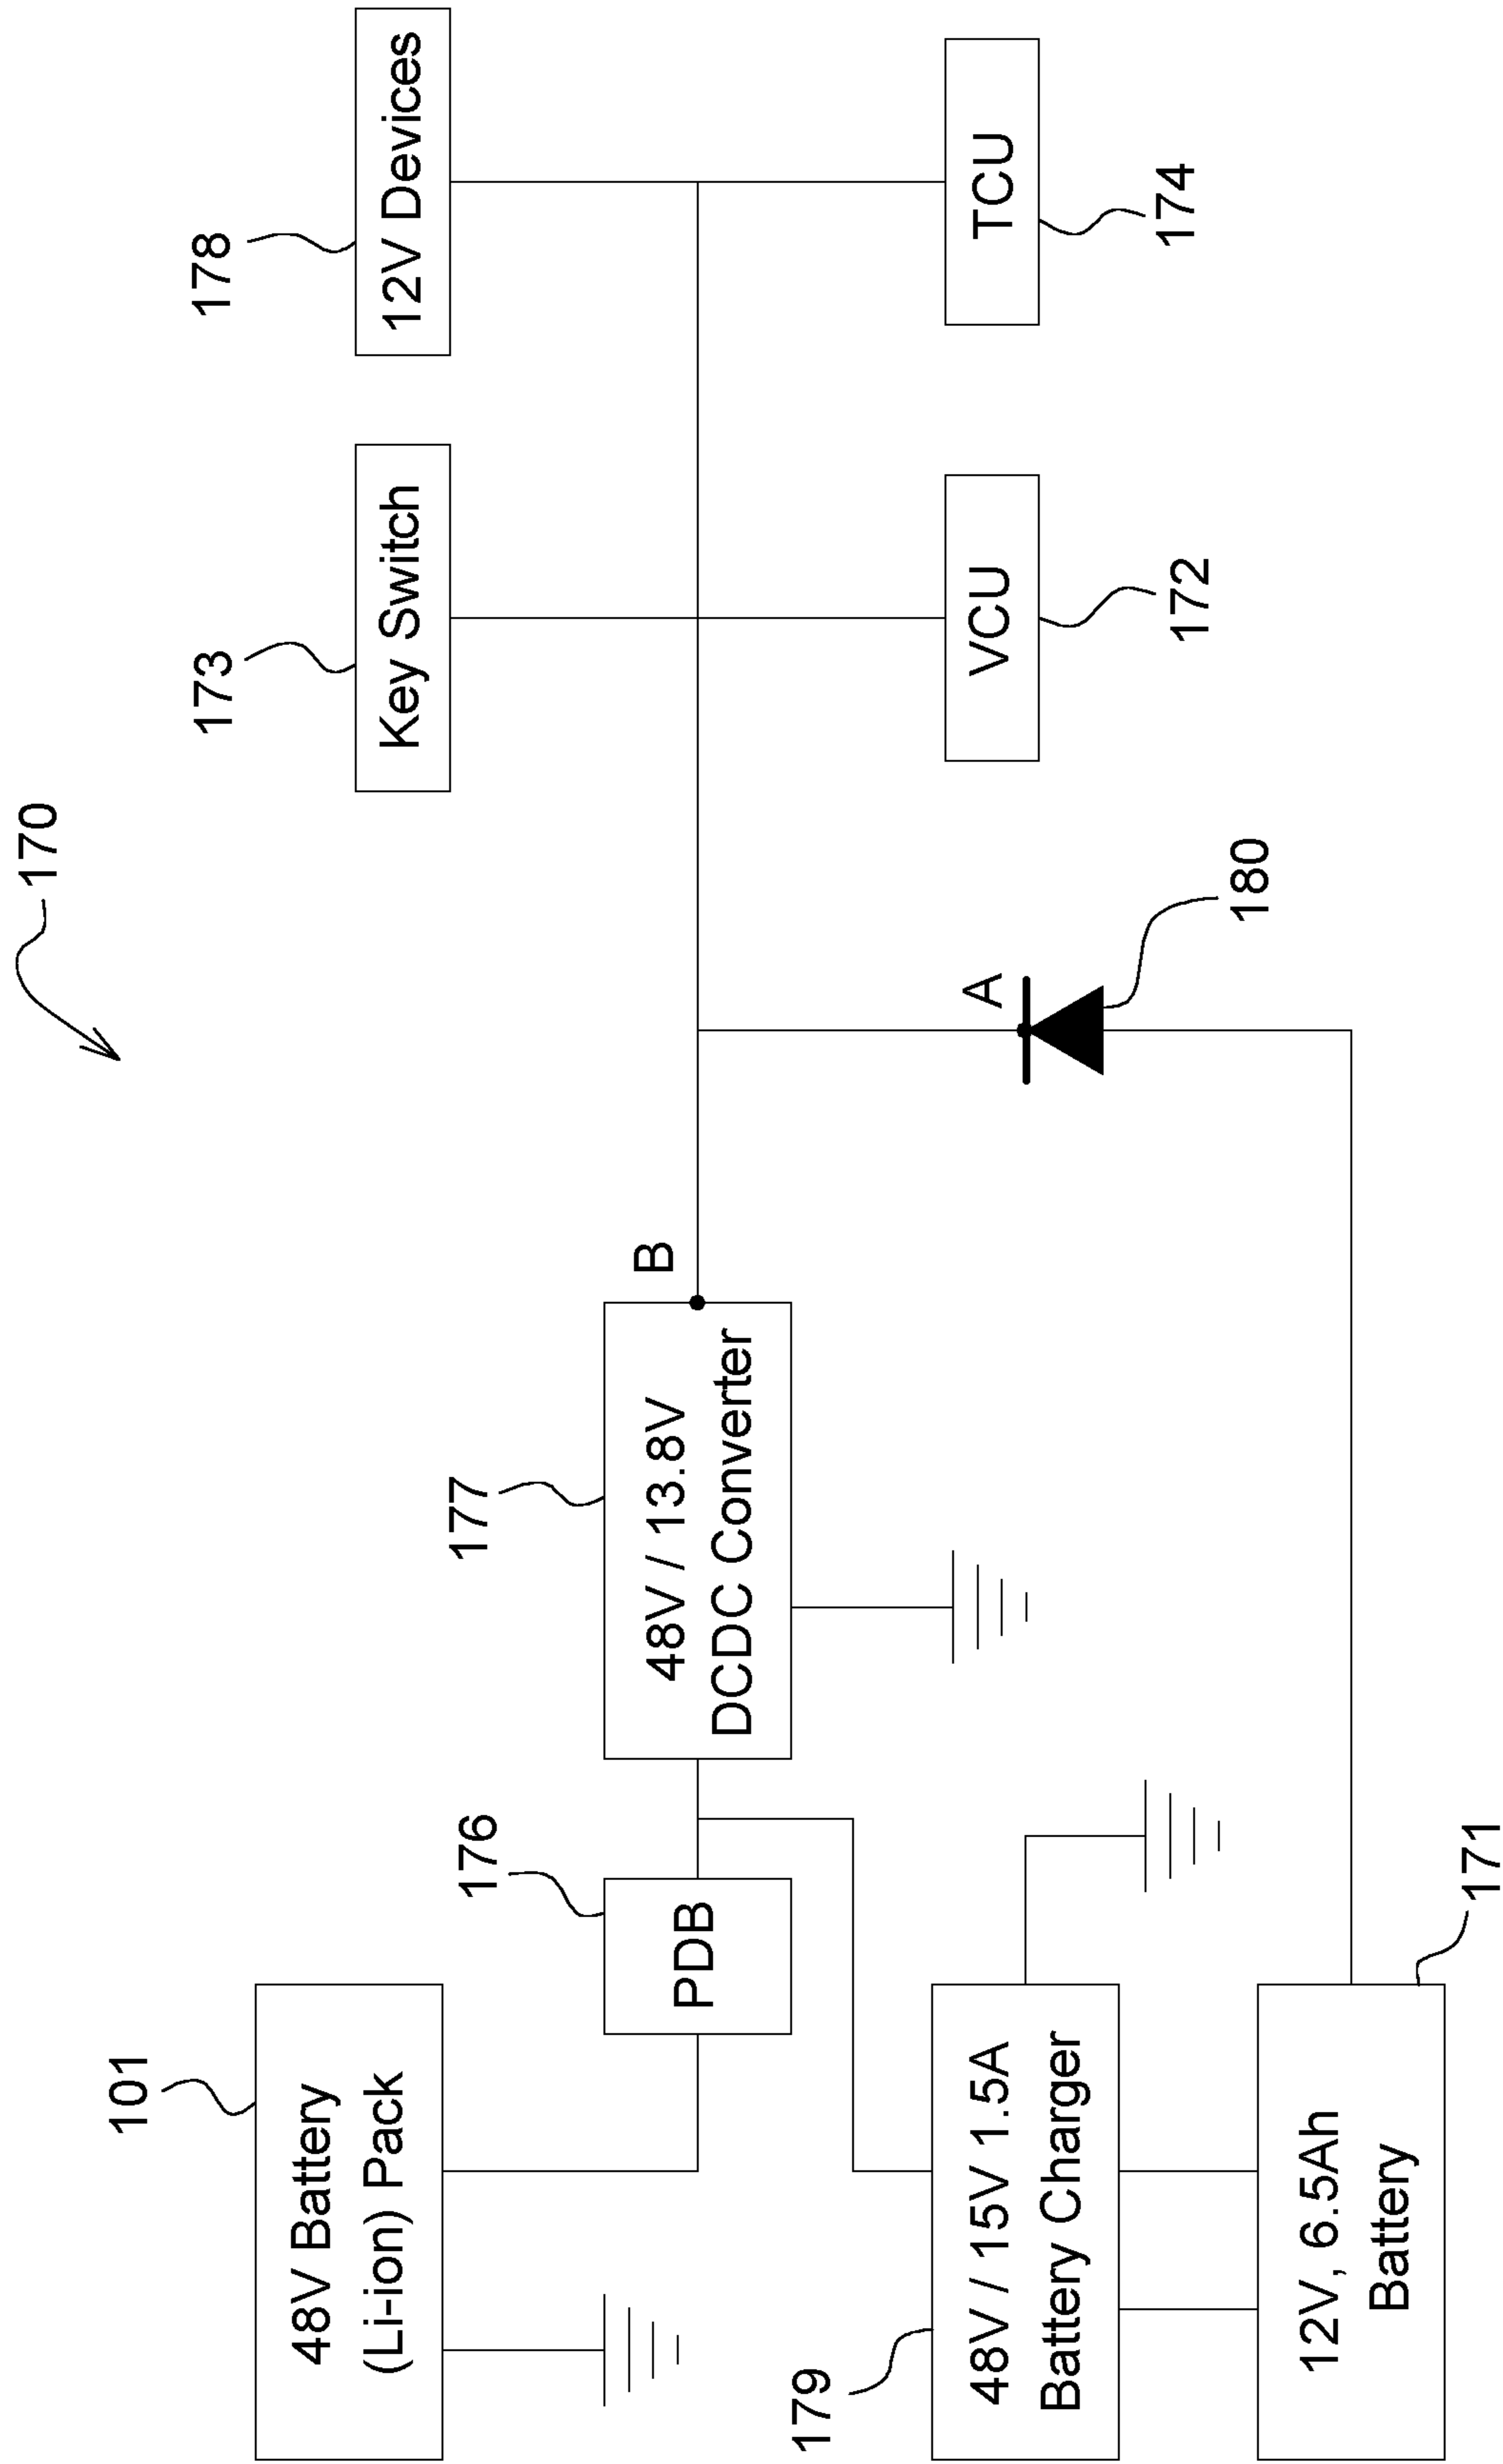 170
101
173
178
48V Battery
(Li-ion) Pack
Key Switch
12V Devices
176
177
PDB
48V / 13.8V
DCDC Converter
B
179
48V / 15V 1.5A
Battery Charger
A
VCU
TCU
180
172
174
12V, 6.5Ah
Battery
171